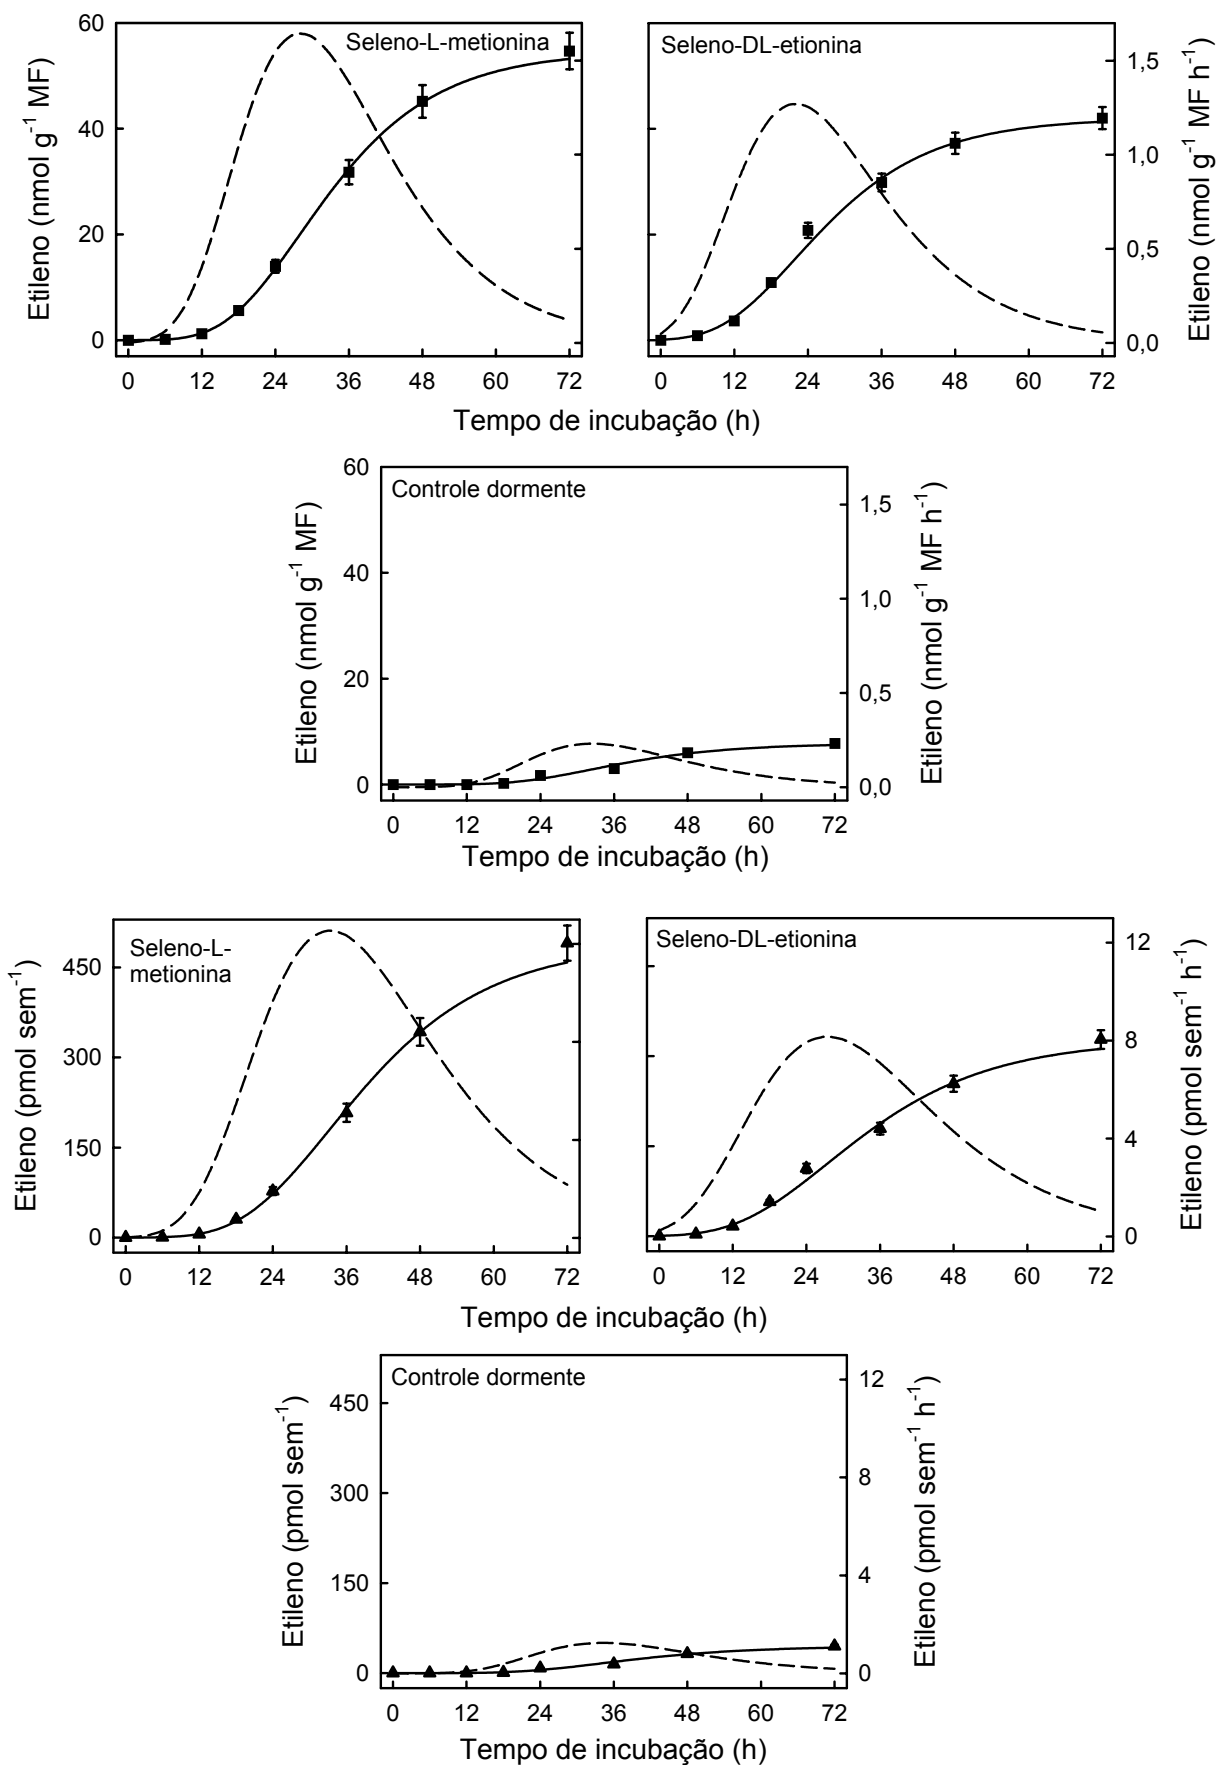 Seleno-L-metionina
Etileno (nmol g⁻¹ MF)
60
40
20
0
0 12 24 36 48 60 72
Seleno-DL-etionina
Etileno (nmol g⁻¹ MF h⁻¹)
1,5
1,0
0,5
0,0
0 12 24 36 48 60 72
Tempo de incubação (h)
Controle dormente
Etileno (nmol g⁻¹ MF)
60
40
20
0
Etileno (nmol g⁻¹ MF h⁻¹)
1,5
1,0
0,5
0,0
0 12 24 36 48 60 72
Tempo de incubação (h)
Seleno-L-
metionina
Etileno (pmol sem⁻¹)
450
300
150
0
0 12 24 36 48 60 72
Seleno-DL-etionina
Etileno (pmol sem⁻¹ h⁻¹)
12
8
4
0
0 12 24 36 48 60 72
Tempo de incubação (h)
Controle dormente
Etileno (pmol sem⁻¹)
450
300
150
0
Etileno (pmol sem⁻¹ h⁻¹)
12
8
4
0
0 12 24 36 48 60 72
Tempo de incubação (h)